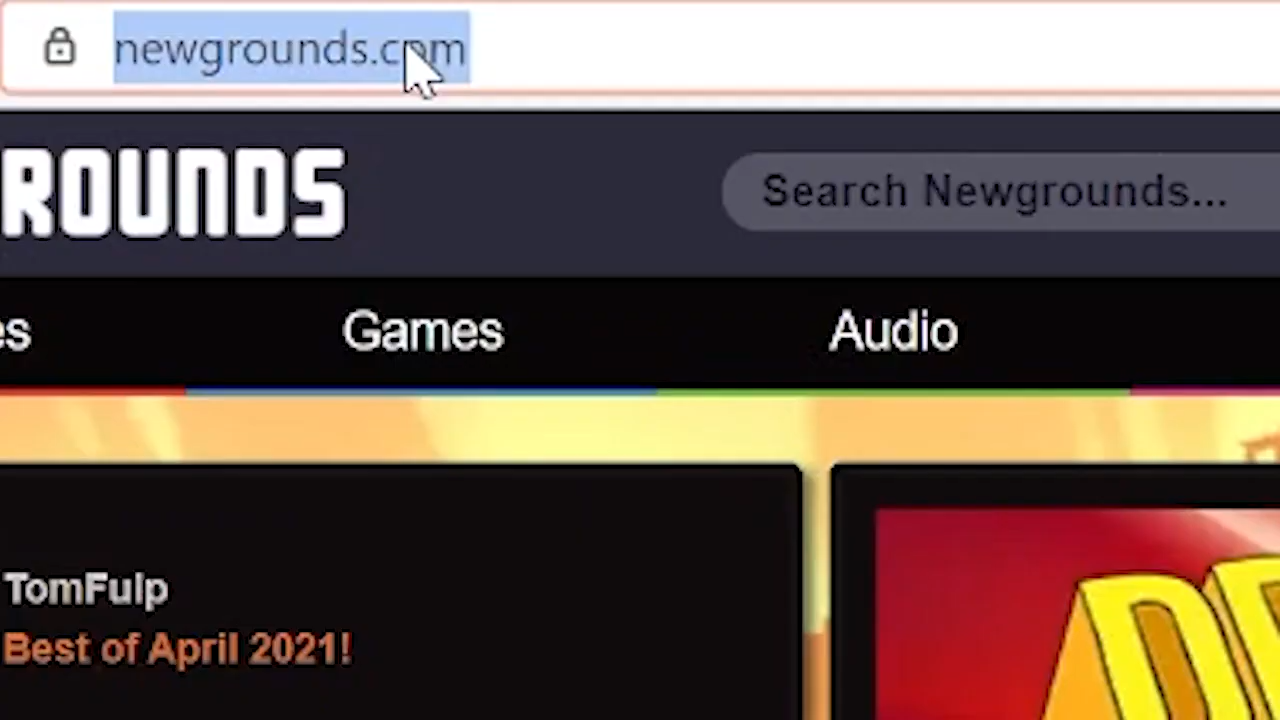 newgrounds.com
ROUNDS
Search Newgrounds...
es
Games
Audio
TomFulp
Best of April 2021!